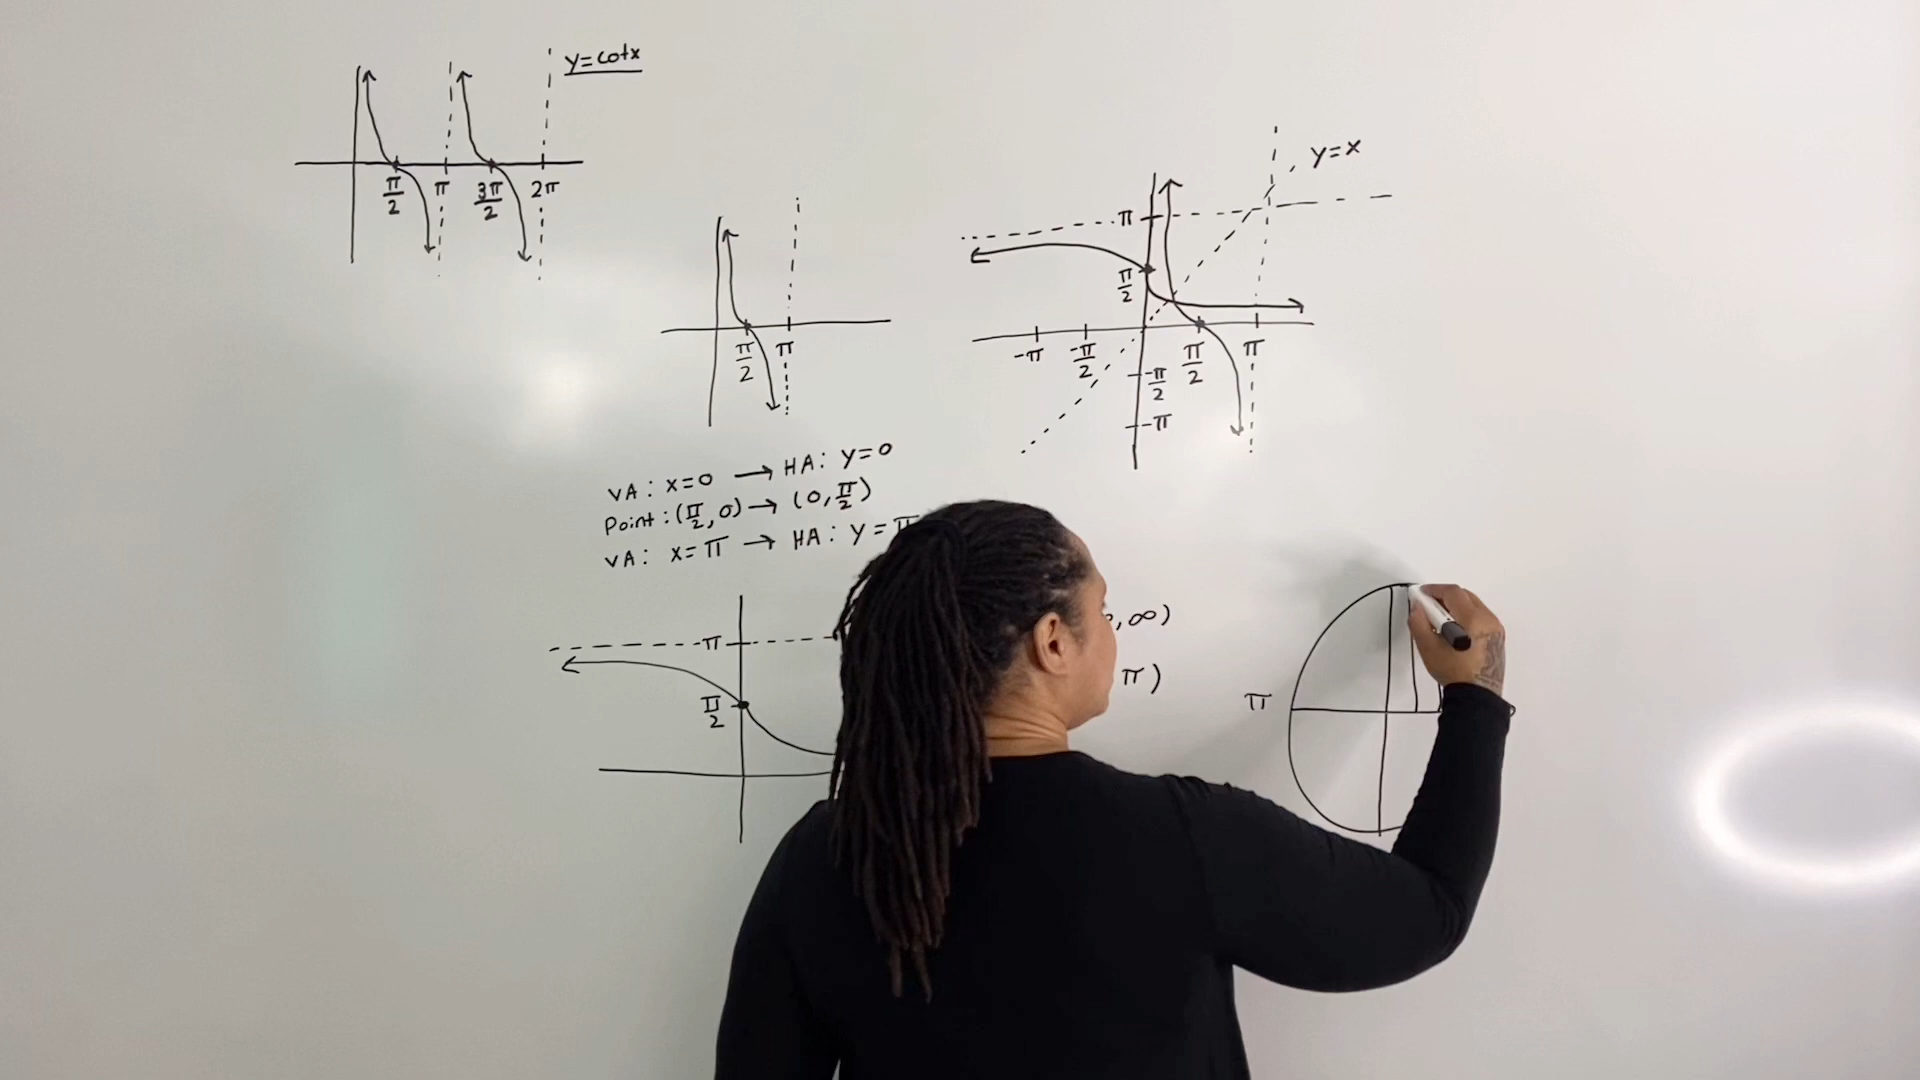 y=cotx
π/2 π 3π/2 2π
y=x
π
π/2
-π -π/2 π/2 π
-π/2
-π
π/2 π
VA: x=0 → HA: y=0
Point: (π/2, 0) → (0, π/2)
VA: x=π → HA: y=π
, ∞)
π)
π
π/2
π